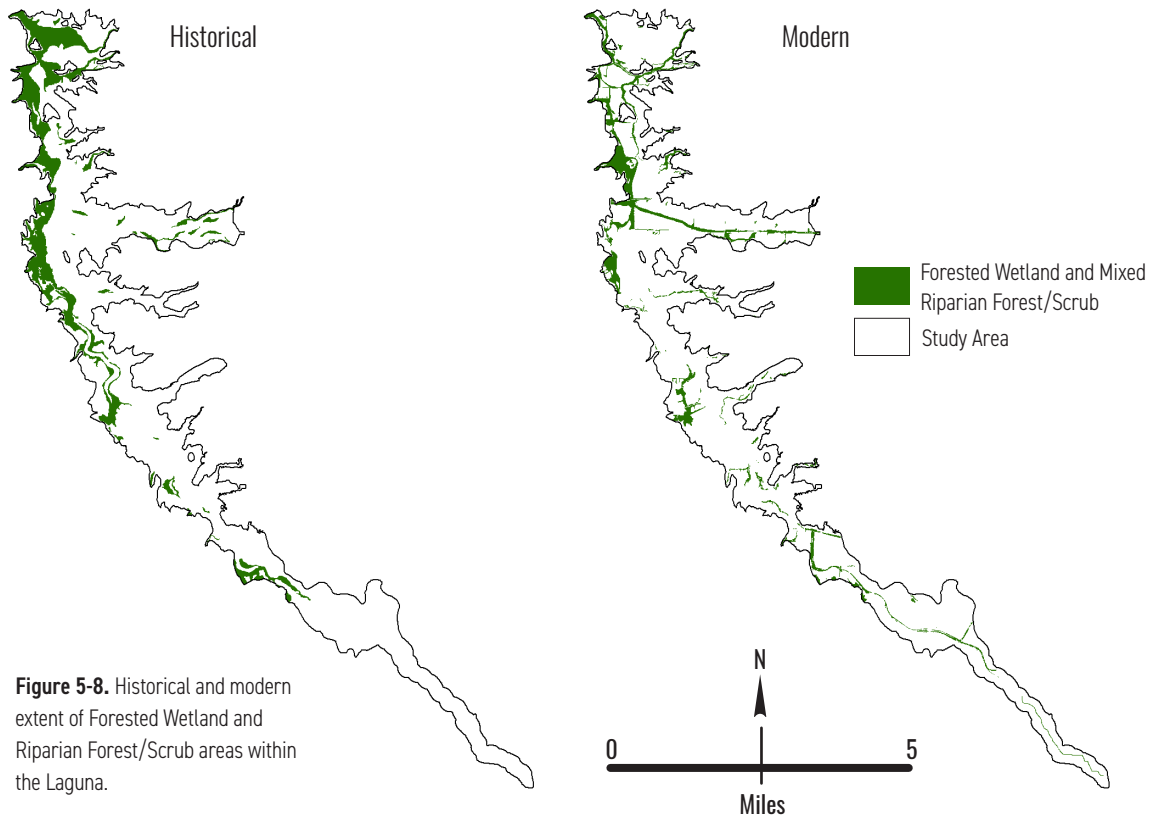 Historical
Modern
Forested Wetland and Mixed
Riparian Forest/Scrub
Study Area
Figure 5-8. Historical and modern
extent of Forested Wetland and
Riparian Forest/Scrub areas within
the Laguna.
N
0 5
Miles